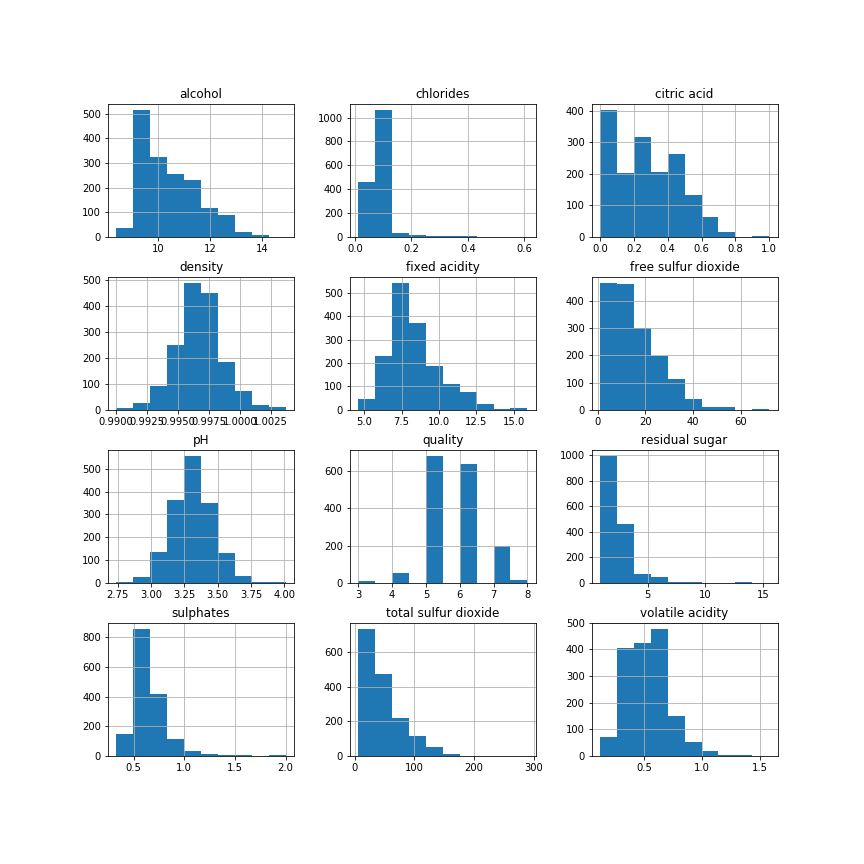 alcohol
500
400
300
200
100
0
10 12 14
chlorides
1000
800
600
400
200
0
0.0 0.2 0.4 0.6
citric acid
400
300
200
100
0
0.0 0.2 0.4 0.6 0.8 1.0
density
500
400
300
200
100
0
0.9900 0.9925 0.9950 0.9975 1.0000 1.0025
fixed acidity
500
400
300
200
100
0
5.0 7.5 10.0 12.5 15.0
free sulfur dioxide
400
300
200
100
0
0 20 40 60
pH
500
400
300
200
100
0
2.75 3.00 3.25 3.50 3.75 4.00
quality
600
400
200
0
3 4 5 6 7 8
residual sugar
1000
800
600
400
200
0
5 10 15
sulphates
800
600
400
200
0
0.5 1.0 1.5 2.0
total sulfur dioxide
600
400
200
0
0 100 200 300
volatile acidity
500
400
300
200
100
0
0.5 1.0 1.5